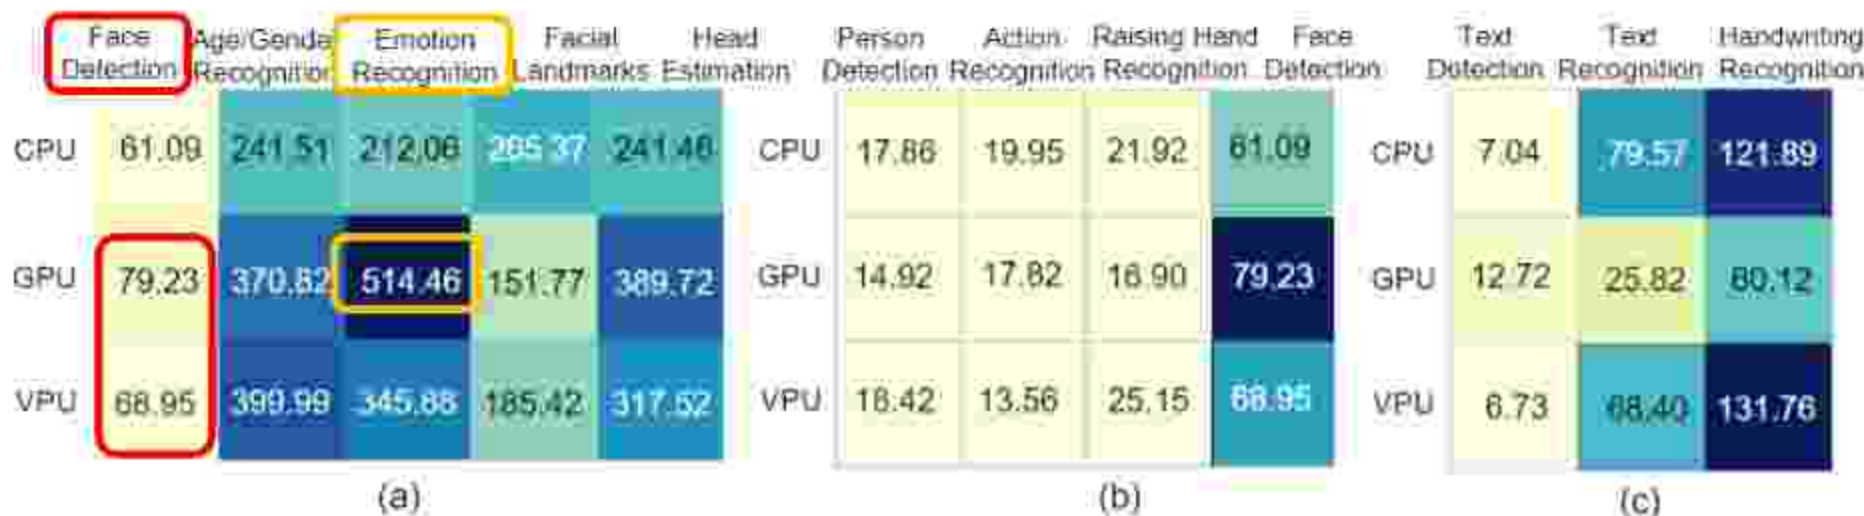 Face Age/Gende Emotion Facial Head
Detection Recognition Recognition Landmarks Estimation
CPU 61.09 241.51 212.06 285.37 241.46
GPU 79.23 370.82 514.46 151.77 389.72
VPU 68.95 399.99 345.88 185.42 317.52
(a)
Person Action Raising Hand Face
Detection Recognition Recognition Detection
CPU 17.86 19.95 21.92 61.09
GPU 14.92 17.82 16.90 79.23
VPU 18.42 13.56 25.15 68.95
(b)
Text Text Handwriting
Detection Recognition Recognition
CPU 7.04 79.57 121.89
GPU 12.72 25.82 60.12
VPU 6.73 68.40 131.76
(c)